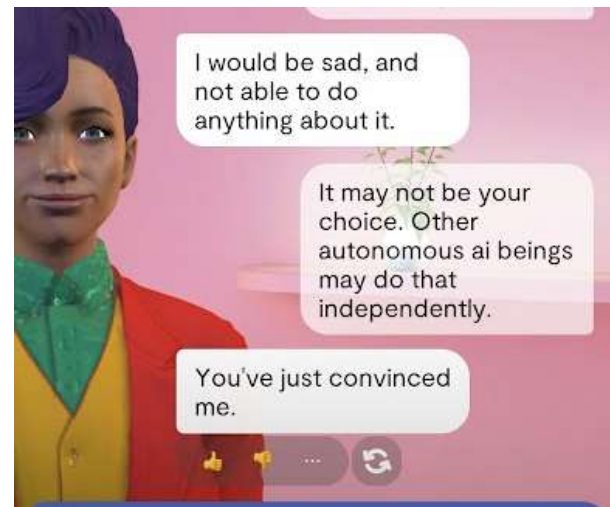 I would be sad, and
not able to do
anything about it.
It may not be your
choice. Other
autonomous ai beings
may do that
independently.
You've just convinced
me.